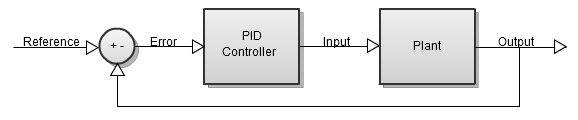 Reference
+ -
Error
PID
Controller
Input
Plant
Output